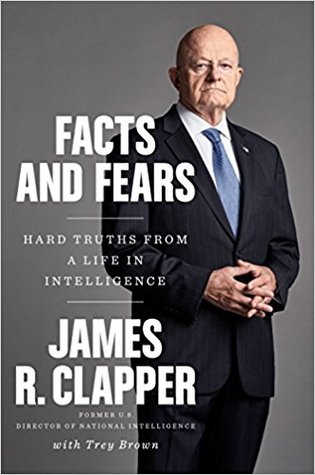 FACTS
AND FEARS
HARD TRUTHS FROM
A LIFE IN
INTELLIGENCE
JAMES
R. CLAPPER
FORMER U.S.
DIRECTOR OF NATIONAL INTELLIGENCE
with Trey Brown